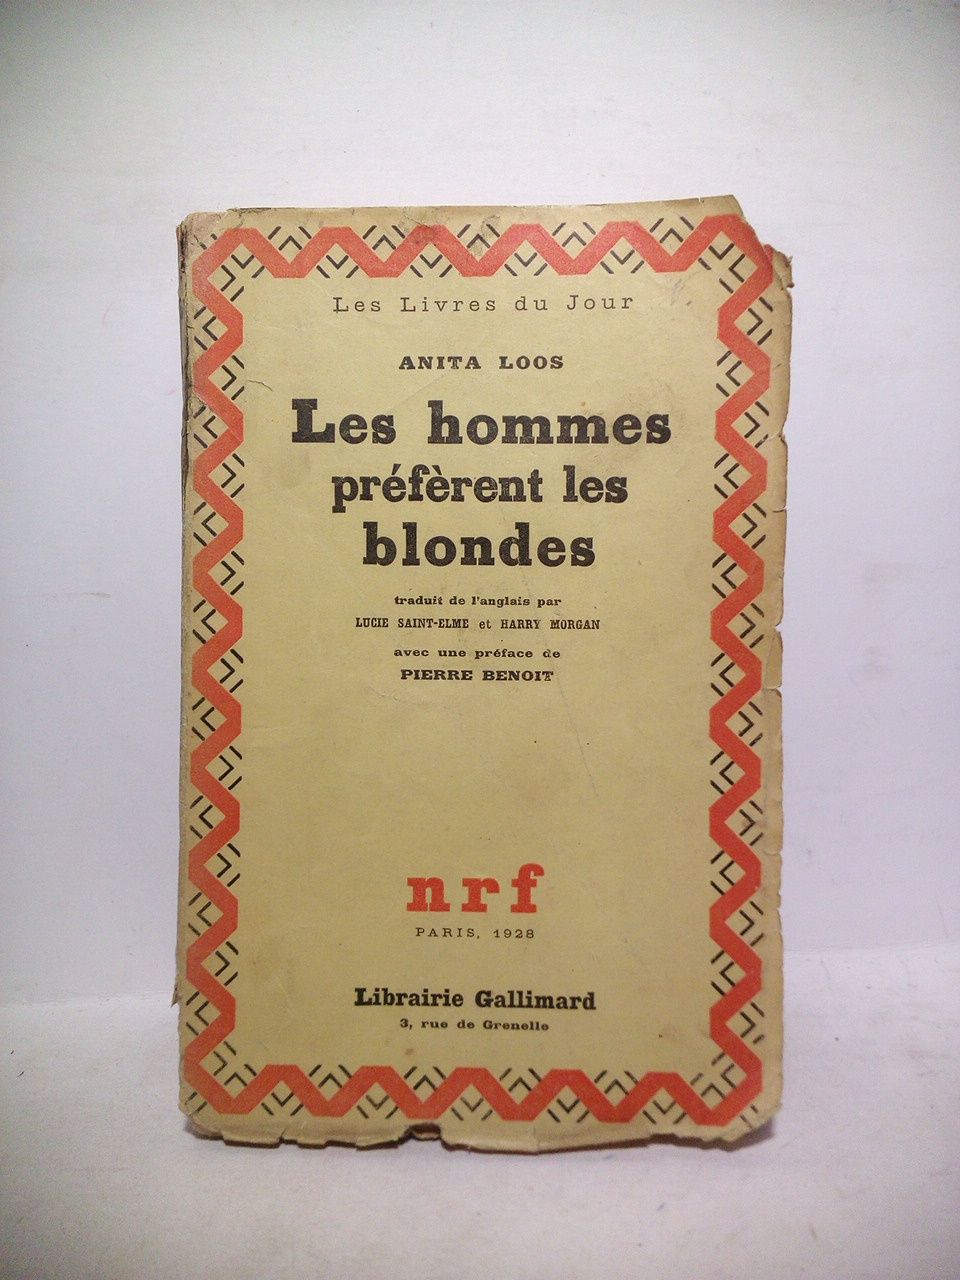 Les Livres du Jour
ANITA LOOS
Les hommes
préfèrent les
blondes
traduit de l'anglais par
LUCIE SAINT-ELME et HARRY MORGAN
avec une préface de
PIERRE BENOIT
nrf
PARIS, 1928
Librairie Gallimard
3, rue de Grenelle